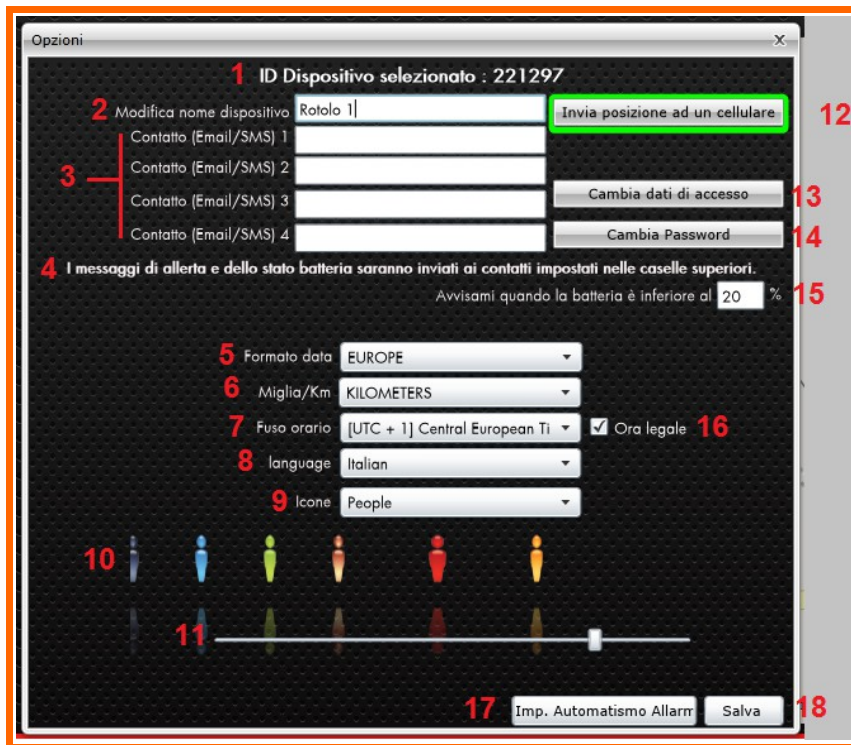 Opzioni x
1 ID Dispositivo selezionato : 221297
2 Modifica nome dispositivo Rotolo 1 Invia posizione ad un cellulare 12
Contatto (Email/SMS) 1
3 Contatto (Email/SMS) 2
Contatto (Email/SMS) 3 Cambia dati di accesso 13
Contatto (Email/SMS) 4 Cambia Password 14
4 I messaggi di allerta e dello stato batteria saranno inviati ai contatti impostati nelle caselle superiori.
Avvisami quando la batteria è inferiore al 20 % 15
5 Formato data EUROPE
6 Miglia/Km KILOMETERS
7 Fuso orario [UTC + 1] Central European Ti Ora legale 16
8 language Italian
9 Icone People
10
11
17 Imp. Automatismo Allarm Salva 18